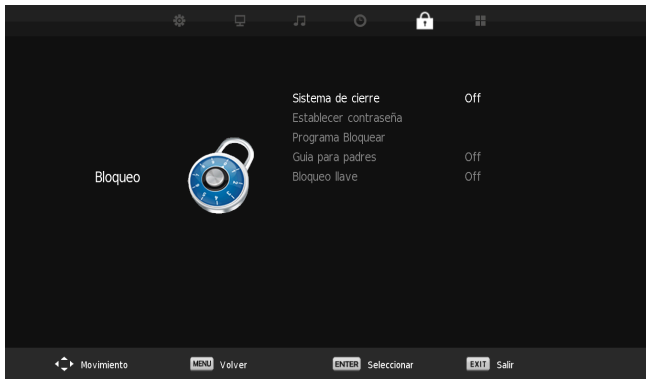 Sistema de cierre Off
Establecer contraseña
Programa Bloquear
Guia para padres Off
Bloqueo llave Off
Bloqueo
Movimiento MENU Volver ENTER Seleccionar EXIT Salir